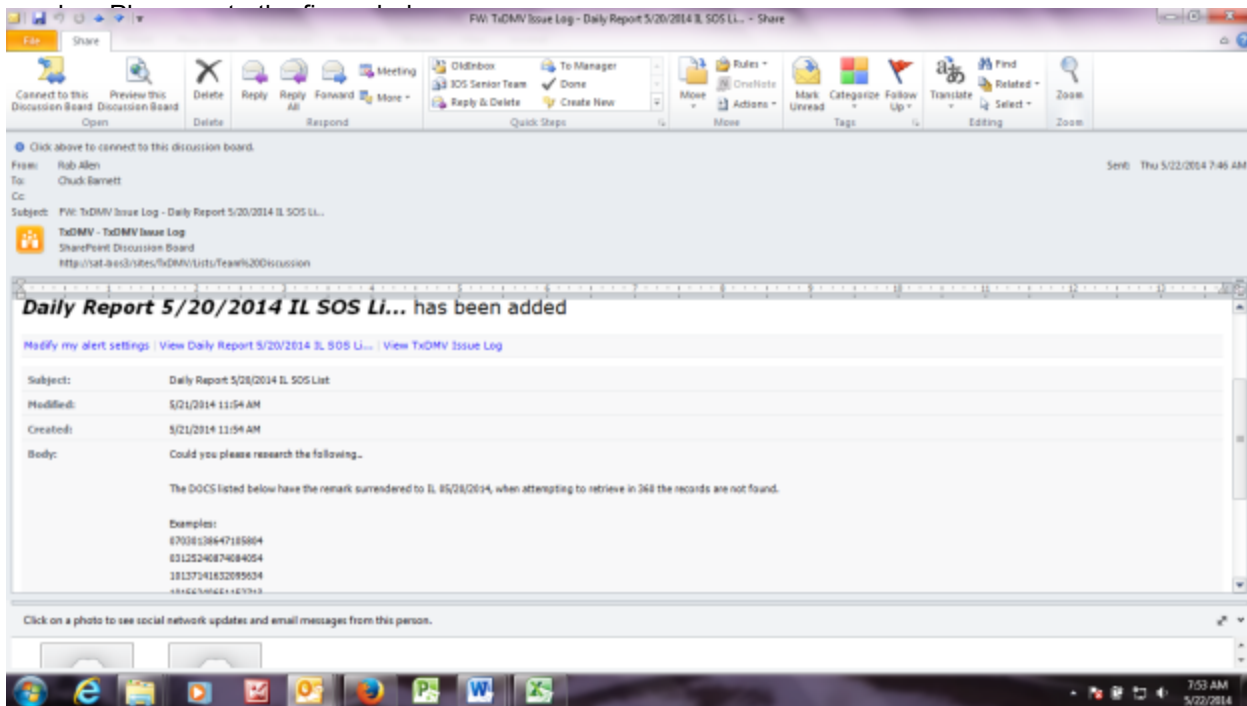 FW: TxDMV Issue Log - Daily Report 5/20/2014 IL SOS Li... - Share
File Share
Connect to this Discussion Board
Preview this Discussion Board
Open
Delete
Delete
Reply Reply All Forward
Meeting
More
Respond
OldInbox
IOS Senior Team
Reply & Delete
To Manager
Done
Create New
Quick Steps
Move
Rules
OneNote
Actions
Move
Mark Unread
Categorize
Follow Up
Tags
Translate
Find
Related
Select
Editing
Zoom
Zoom
Click above to connect to this discussion board.
From: Rob Allen
Sent: Thu 5/22/2014 7:46 AM
To: Chuck Barnett
Cc:
Subject: FW: TxDMV Issue Log - Daily Report 5/20/2014 IL SOS Li...
TxDMV - TxDMV Issue Log
SharePoint Discussion Board
Daily Report 5/20/2014 IL SOS Li... has been added
Modify my alert settings | View Daily Report 5/20/2014 IL SOS Li... | View TxDMV Issue Log
Subject: Daily Report 5/20/2014 IL SOS List
Modified: 5/21/2014 11:54 AM
Created: 5/21/2014 11:54 AM
Body: Could you please research the following..
The DOCS listed below have the remark surrendered to IL 05/20/2014, when attempting to retrieve in 360 the records are not found.
Examples:
07030138647105804
03125240874084054
10137141632095634
Click on a photo to see social network updates and email messages from this person.
7:53 AM
5/22/2014